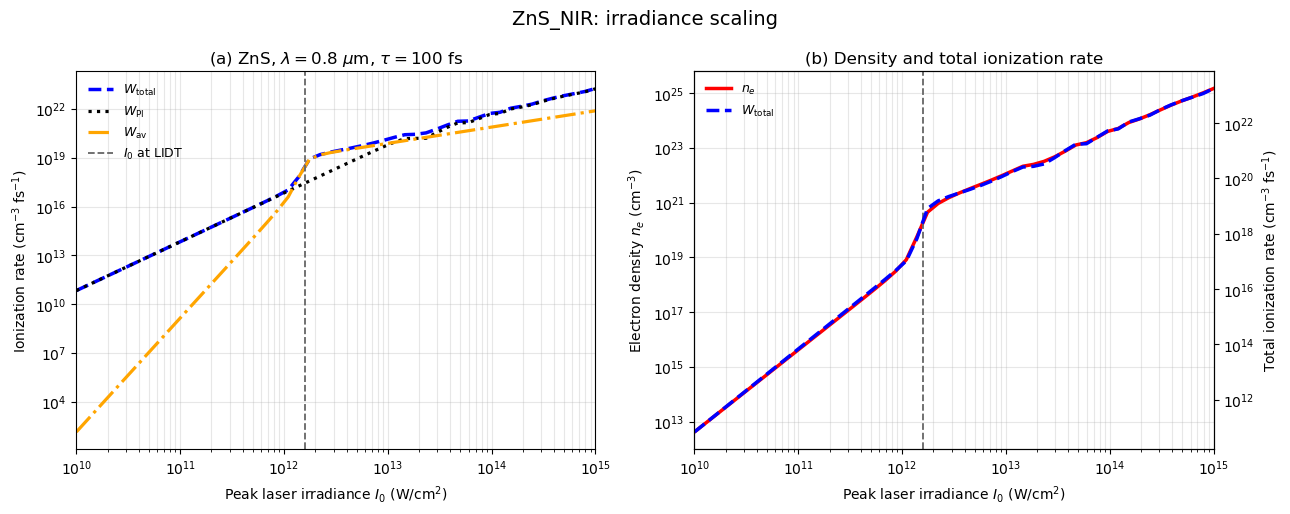 ZnS_NIR: irradiance scaling
(a) ZnS, λ = 0.8 μm, τ = 100 fs
W_total
W_PI
W_av
I_0 at LIDT
Ionization rate (cm^−3 fs^−1)
10^22
10^19
10^16
10^13
10^10
10^7
10^4
10^10 10^11 10^12 10^13 10^14 10^15
Peak laser irradiance I_0 (W/cm^2)
(b) Density and total ionization rate
n_e
W_total
Electron density n_e (cm^−3)
10^25
10^23
10^21
10^19
10^17
10^15
10^13
10^10 10^11 10^12 10^13 10^14 10^15
Peak laser irradiance I_0 (W/cm^2)
10^22
10^20
10^18
10^16
10^14
10^12
Total ionization rate (cm^−3 fs^−1)